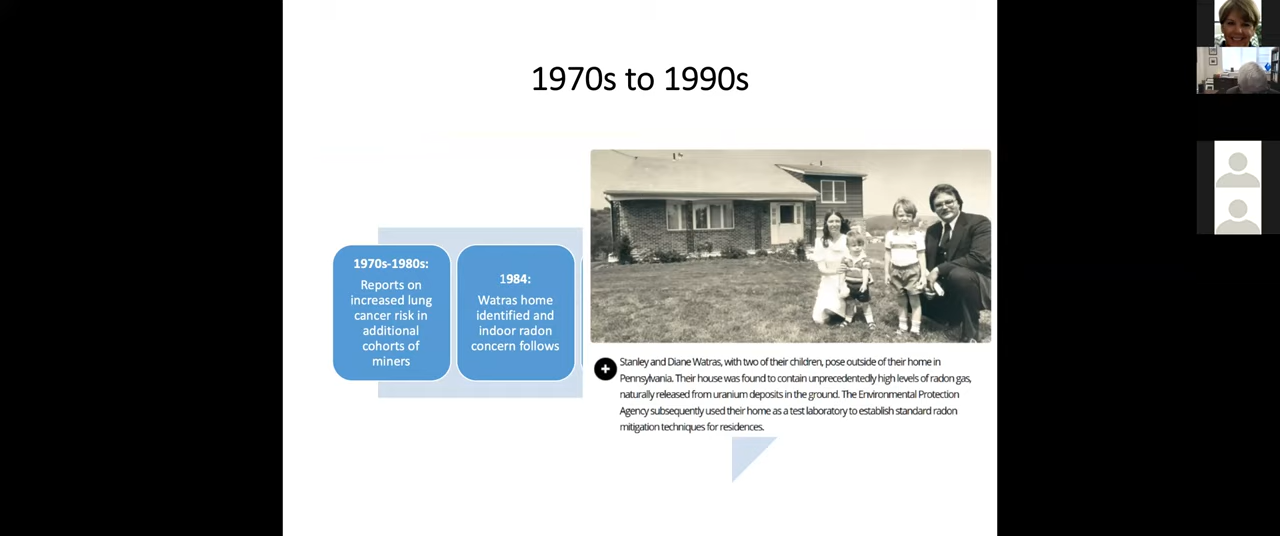 1970s to 1990s
1970s-1980s:
Reports on
increased lung
cancer risk in
additional
cohorts of
miners
1984:
Watras home
identified and
indoor radon
concern follows
Stanley and Diane Watras, with two of their children, pose outside of their home in
Pennsylvania. Their house was found to contain unprecedentedly high levels of radon gas,
naturally released from uranium deposits in the ground. The Environmental Protection
Agency subsequently used their home as a test laboratory to establish standard radon
mitigation techniques for residences.